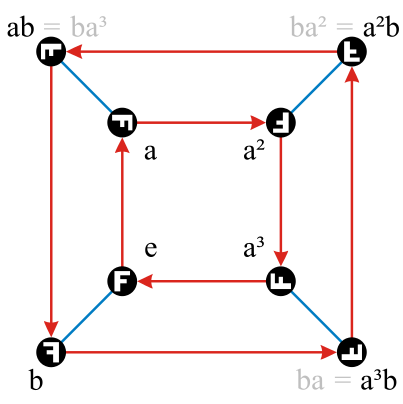 ab = ba³
ba² = a²b
a
a²
e
a³
b
ba = a³b
F
F
F
F
F
F
F
F